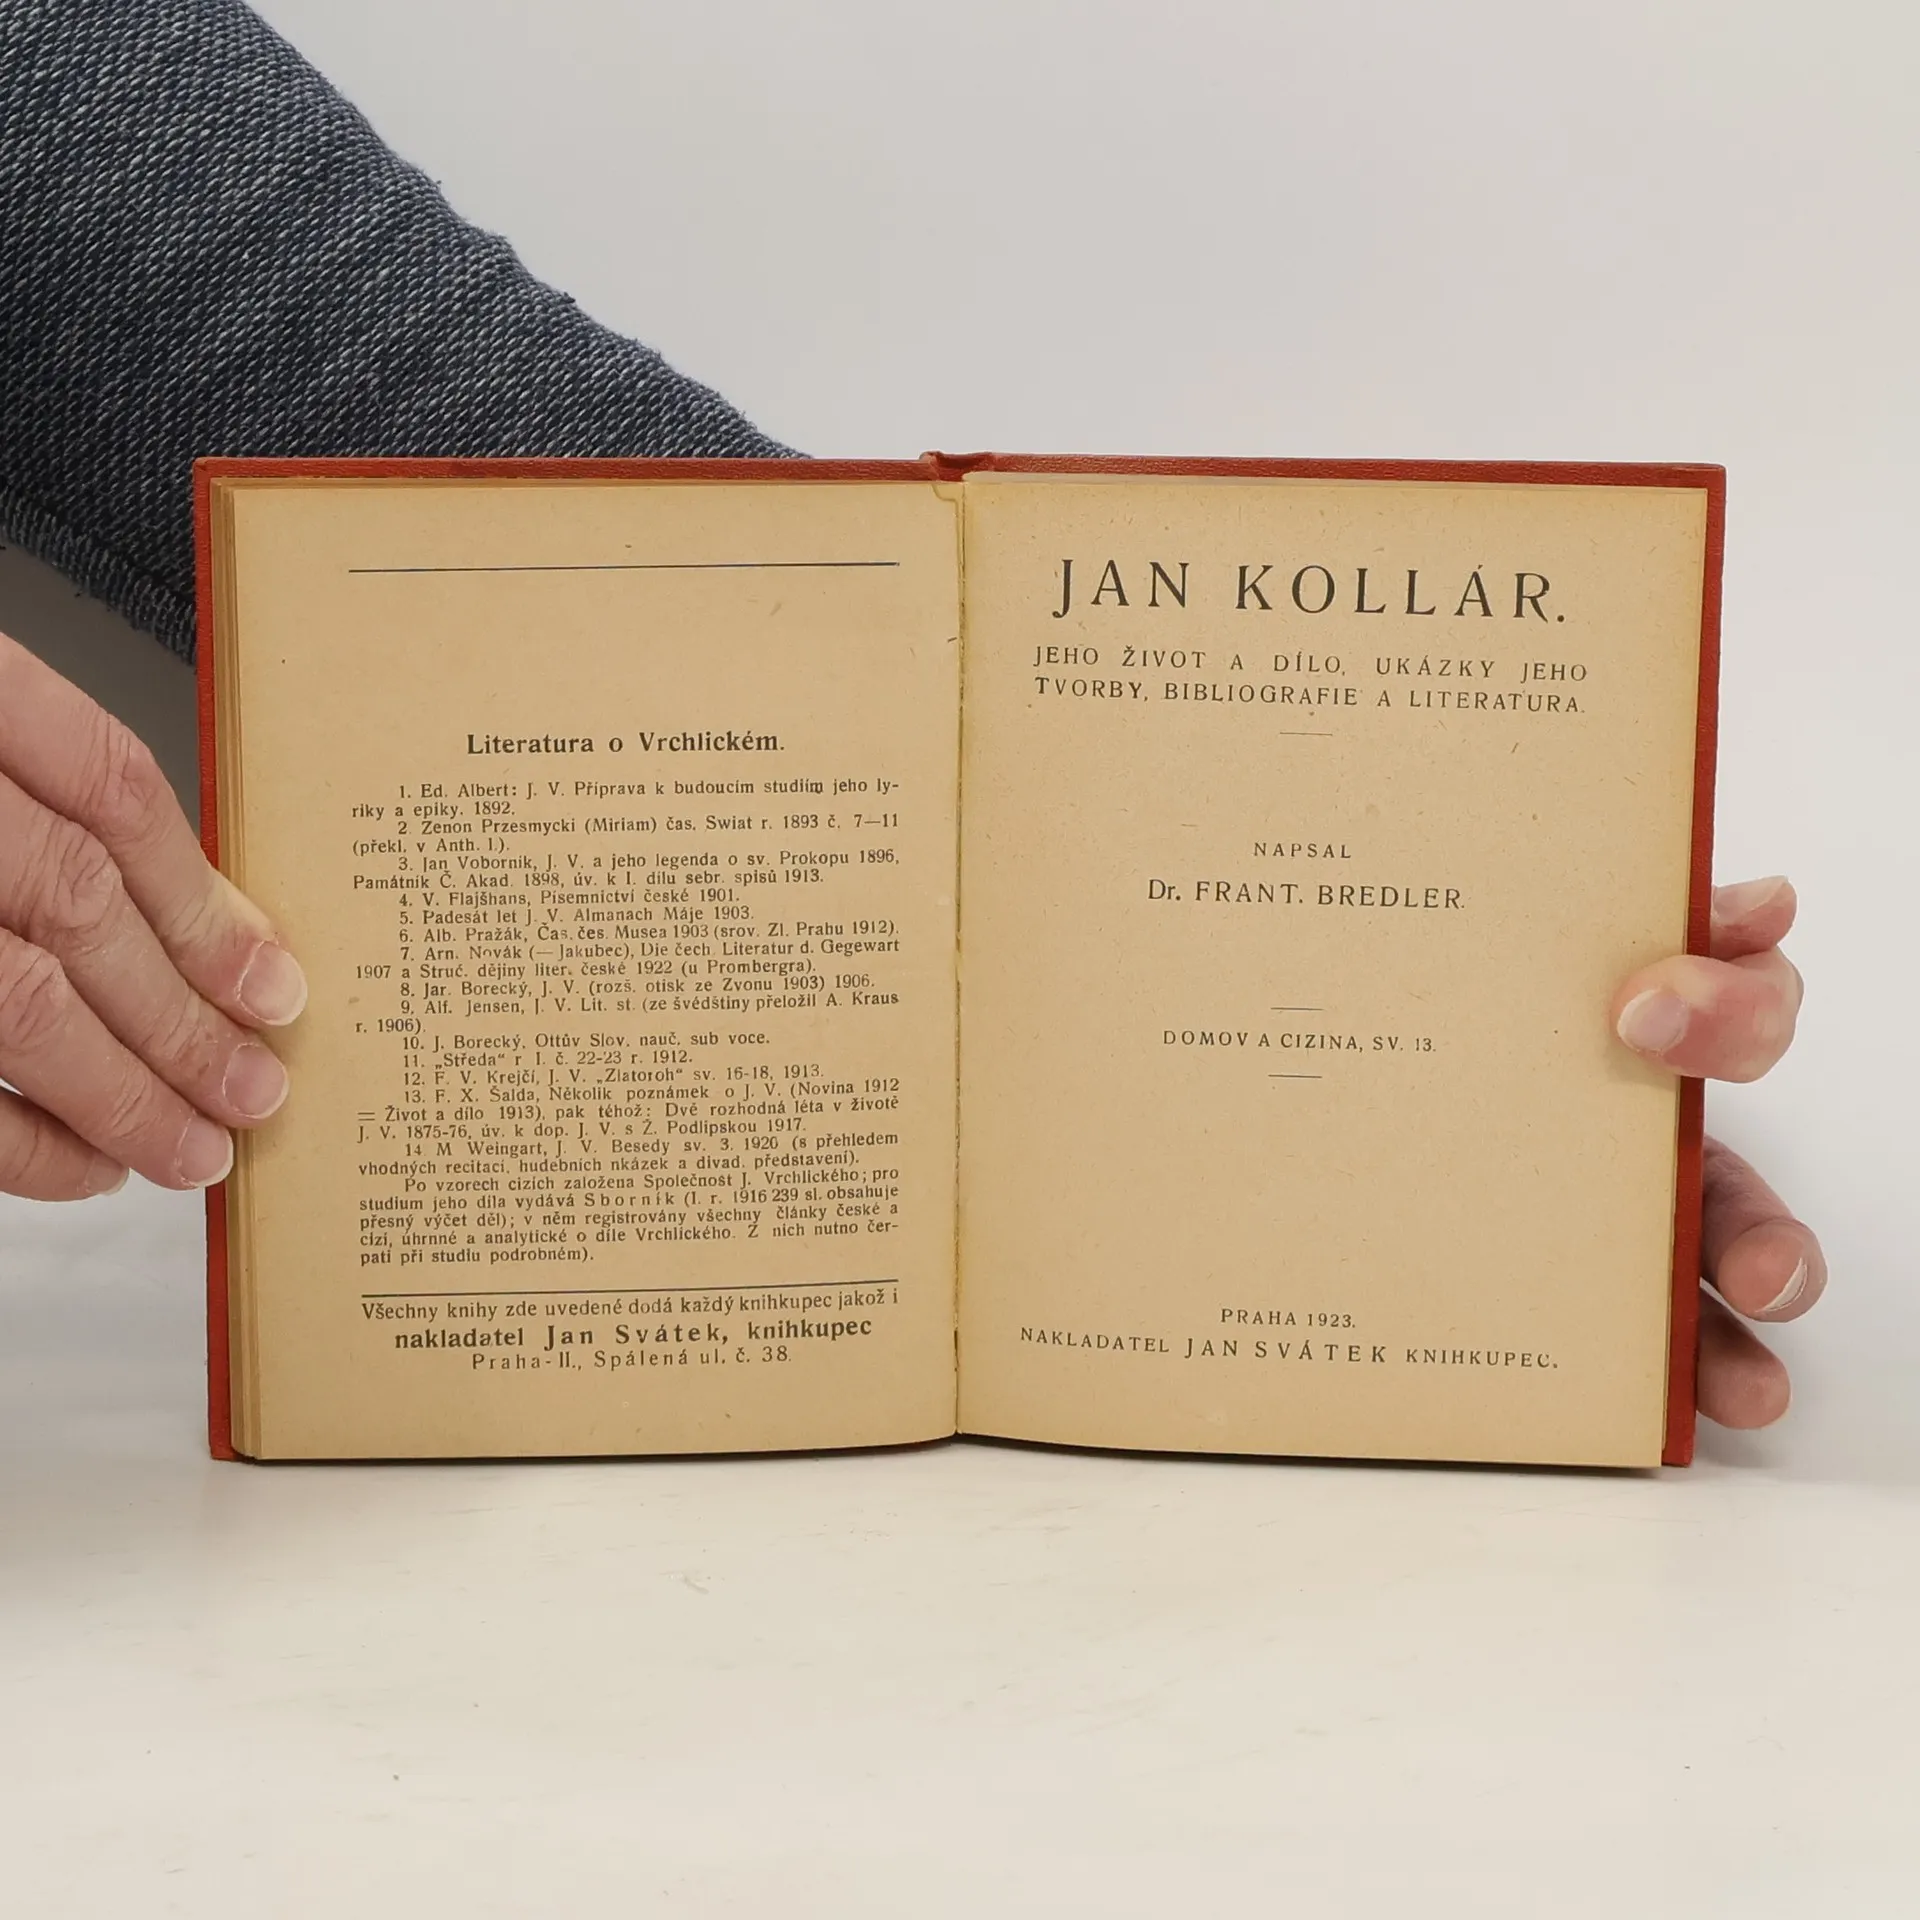 Literatura o Vrchlickém.
1. Ed. Albert: J. V. Příprava k budoucím studiím jeho ly-
riky a epiky. 1892.
2. Zenon Przesmycki (Miriam) čas. Swiat r. 1893 č. 7—11
(překl. v Anth. I.).
3. Jan Voborník, J. V. a jeho legenda o sv. Prokopu 1896,
Památník Č. Akad. 1898, úv. k I. dílu sebr. spisů 1913.
4. V. Flajšhans, Písemnictví české 1901.
5. Padesát let J. V. Almanach Máje 1903.
6. Alb. Pražák, Čas. čes. Musea 1903 (srov. Zl. Prahu 1912).
7. Arn. Novák (— Jakubec), Die čech. Literatur d. Gegewart
1907 a Struč. dějiny liter. české 1922 (u Prombergra).
8. Jar. Borecký, J. V. (rozš. otisk ze Zvonu 1903) 1906.
9. Alf. Jensen, J. V. Lit. st. (ze švédštiny přeložil A. Kraus
r. 1906).
10. J. Borecký, Ottův Slov. nauč. sub voce.
11. „Středa“ r I. č. 22-23 r. 1912.
12. F. V. Krejčí, J. V. „Zlatoroh“ sv. 16-18, 1913.
13. F. X. Šalda, Několik poznámek o J. V. (Novina 1912
= Život a dílo 1913), pak téhož: Dvě rozhodná léta v životě
J. V. 1875-76, úv. k dop. J. V. s Ž. Podlipskou 1917.
14 M Weingart, J. V. Besedy sv. 3. 1920 (s přehledem
vhodných recitací, hudebních nkázek a divad. představení).
Po vzorech cizích založena Společnost J. Vrchlického; pro
studium jeho díla vydává Sborník (I. r. 1916 239 sl. obsahuje
přesný výčet děl); v něm registrovány všechny články české a
cizí, úhrnné a analytické o díle Vrchlického. Z nich nutno čer-
pati při studiu podrobném).
Všechny knihy zde uvedené dodá každý knihkupec jakož i
nakladatel Jan Svátek, knihkupec
Praha-II., Spálená ul. č. 38.
JAN KOLLÁR.
JEHO ŽIVOT A DÍLO, UKÁZKY JEHO
TVORBY, BIBLIOGRAFIE A LITERATURA.
NAPSAL
Dr. FRANT. BREDLER.
DOMOV A CIZINA, SV. 13.
PRAHA 1923.
NAKLADATEL JAN SVÁTEK KNIHKUPEC.